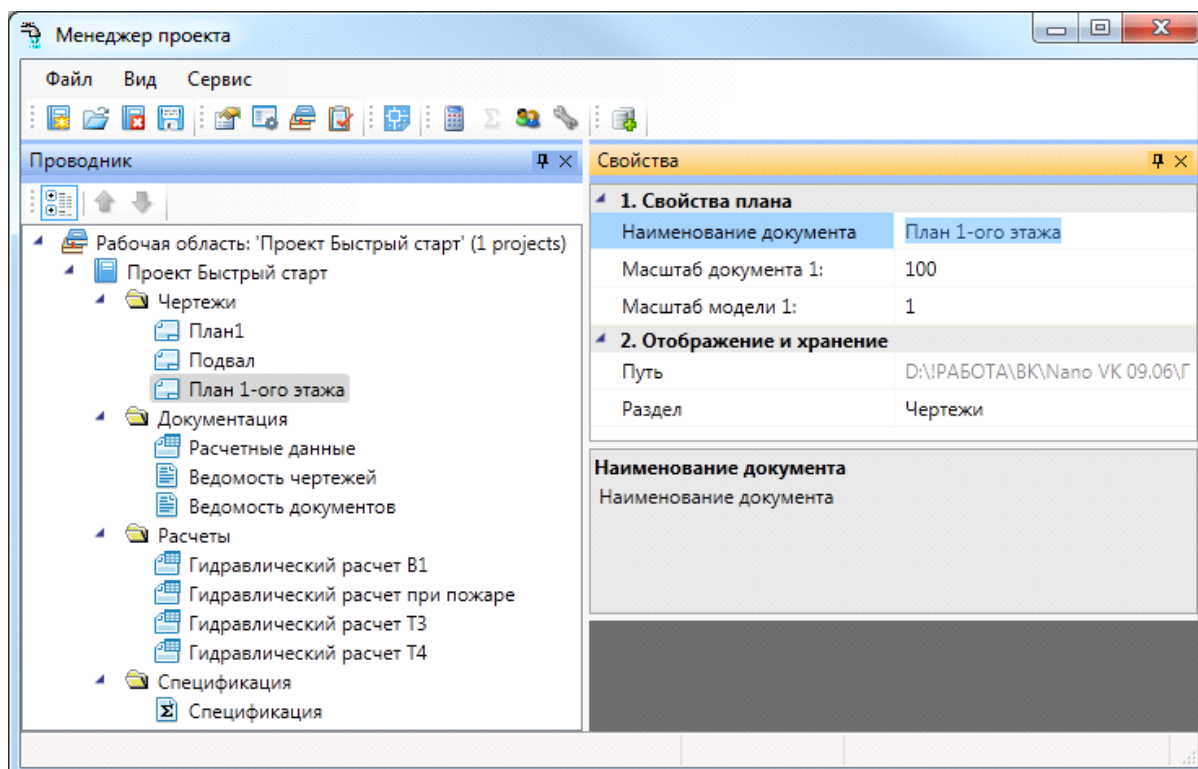 Менеджер проекта
Файл Вид Сервис
Проводник
Рабочая область: 'Проект Быстрый старт' (1 projects)
Проект Быстрый старт
Чертежи
План1
Подвал
План 1-ого этажа
Документация
Расчетные данные
Ведомость чертежей
Ведомость документов
Расчеты
Гидравлический расчет В1
Гидравлический расчет при пожаре
Гидравлический расчет Т3
Гидравлический расчет Т4
Спецификация
Спецификация
Свойства
1. Свойства плана
Наименование документа План 1-ого этажа
Масштаб документа 1: 100
Масштаб модели 1: 1
2. Отображение и хранение
Путь D:\!РАБОТА\ВК\Nano VK 09.06\П
Раздел Чертежи
Наименование документа
Наименование документа